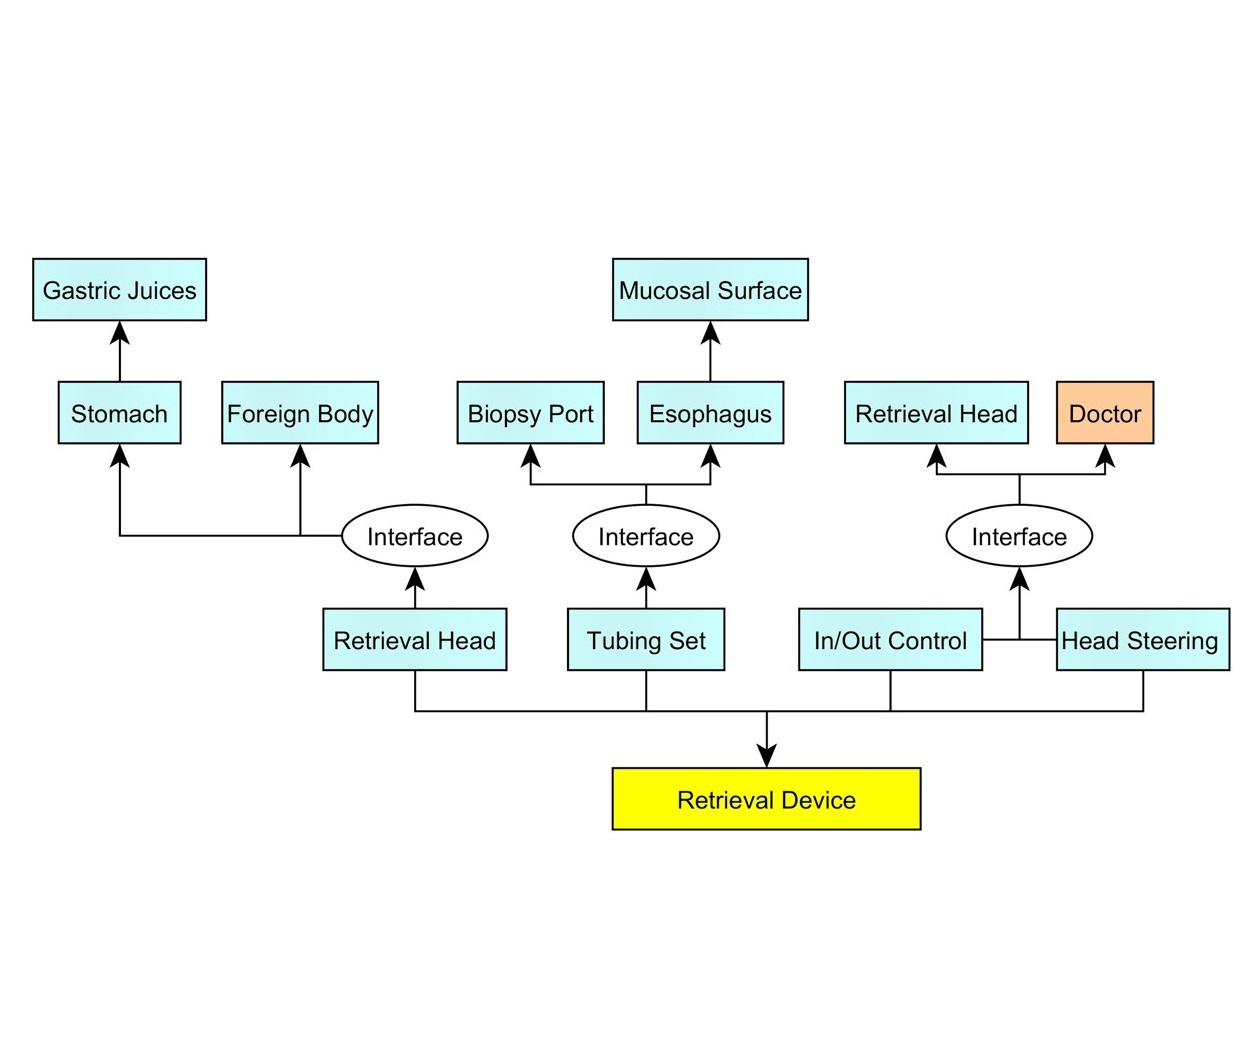 Gastric Juices
Mucosal Surface
Stomach
Foreign Body
Biopsy Port
Esophagus
Retrieval Head
Doctor
Interface
Interface
Interface
Retrieval Head
Tubing Set
In/Out Control
Head Steering
Retrieval Device